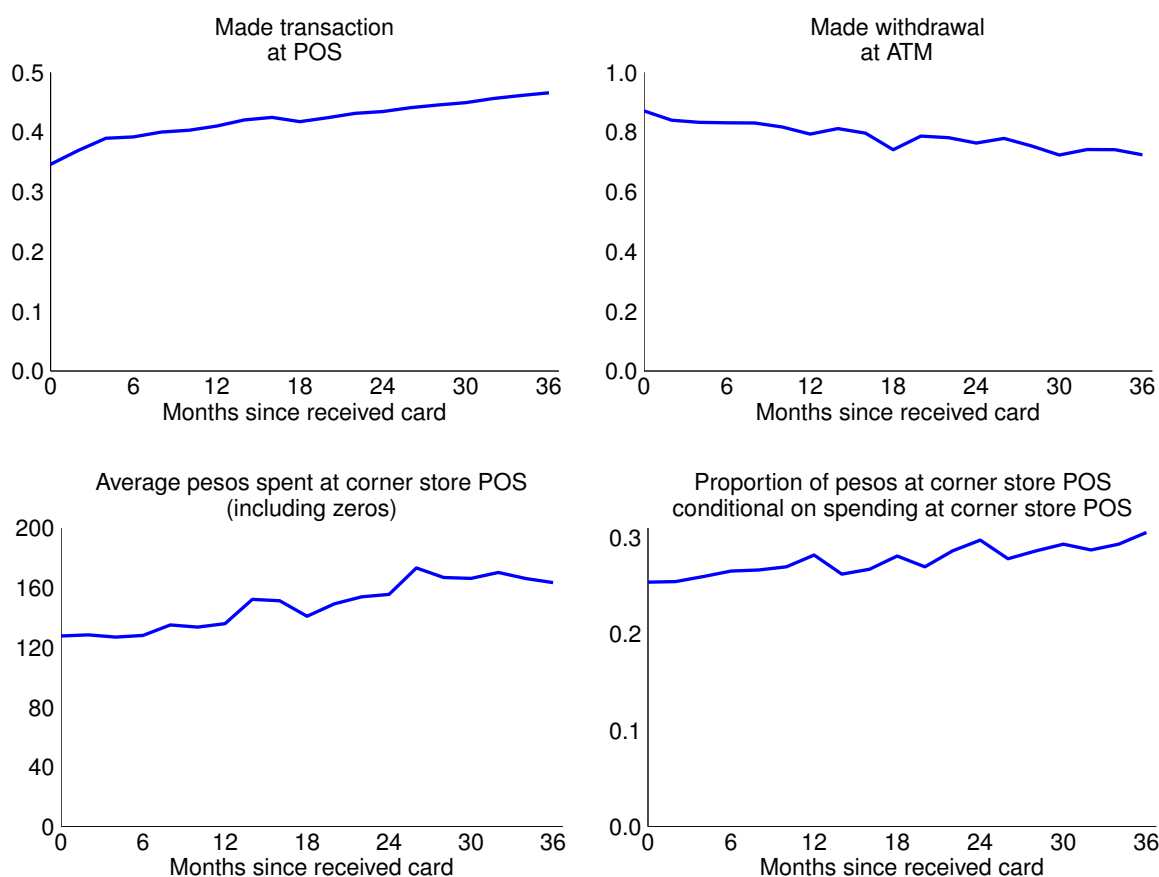 Made transaction
at POS
0.5
0.4
0.3
0.2
0.1
0.0
0 6 12 18 24 30 36
Months since received card
Made withdrawal
at ATM
1.0
0.8
0.6
0.4
0.2
0.0
0 6 12 18 24 30 36
Months since received card
Average pesos spent at corner store POS
(including zeros)
200
160
120
80
40
0
0 6 12 18 24 30 36
Months since received card
Proportion of pesos at corner store POS
conditional on spending at corner store POS
0.3
0.2
0.1
0.0
0 6 12 18 24 30 36
Months since received card